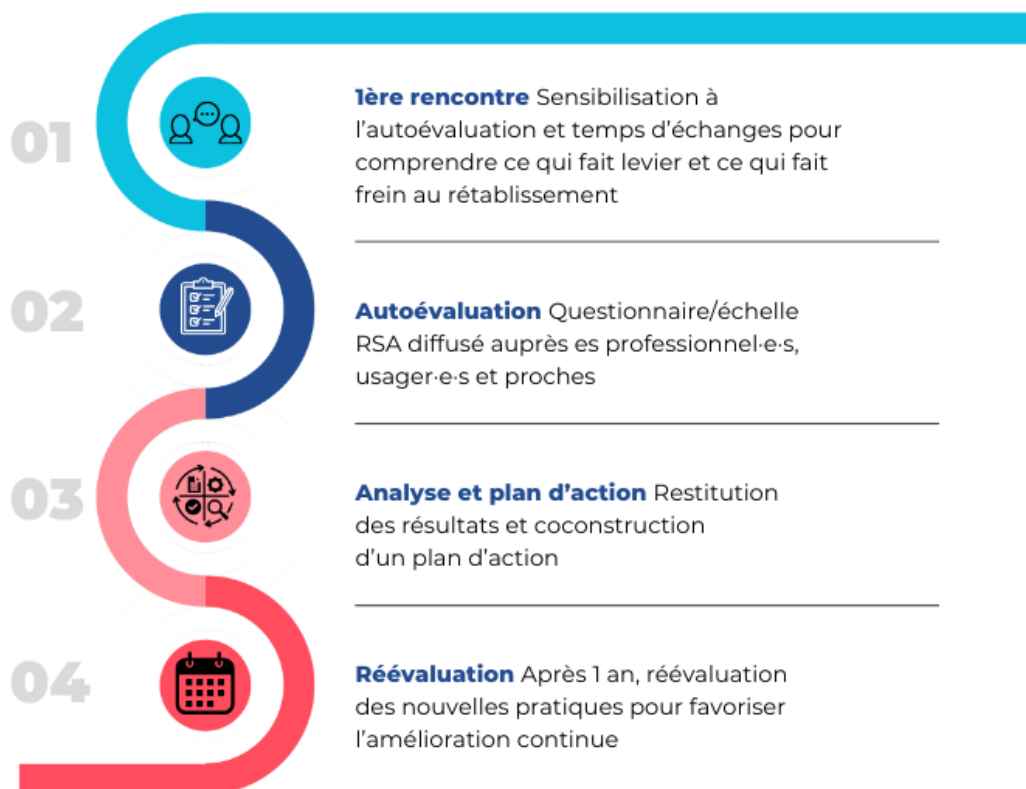 01
1ère rencontre Sensibilisation à
l'autoévaluation et temps d'échanges pour
comprendre ce qui fait levier et ce qui fait
frein au rétablissement
02
Autoévaluation Questionnaire/échelle
RSA diffusé auprès es professionnel·e·s,
usager·e·s et proches
03
Analyse et plan d'action Restitution
des résultats et coconstruction
d'un plan d'action
04
Réévaluation Après 1 an, réévaluation
des nouvelles pratiques pour favoriser
l'amélioration continue